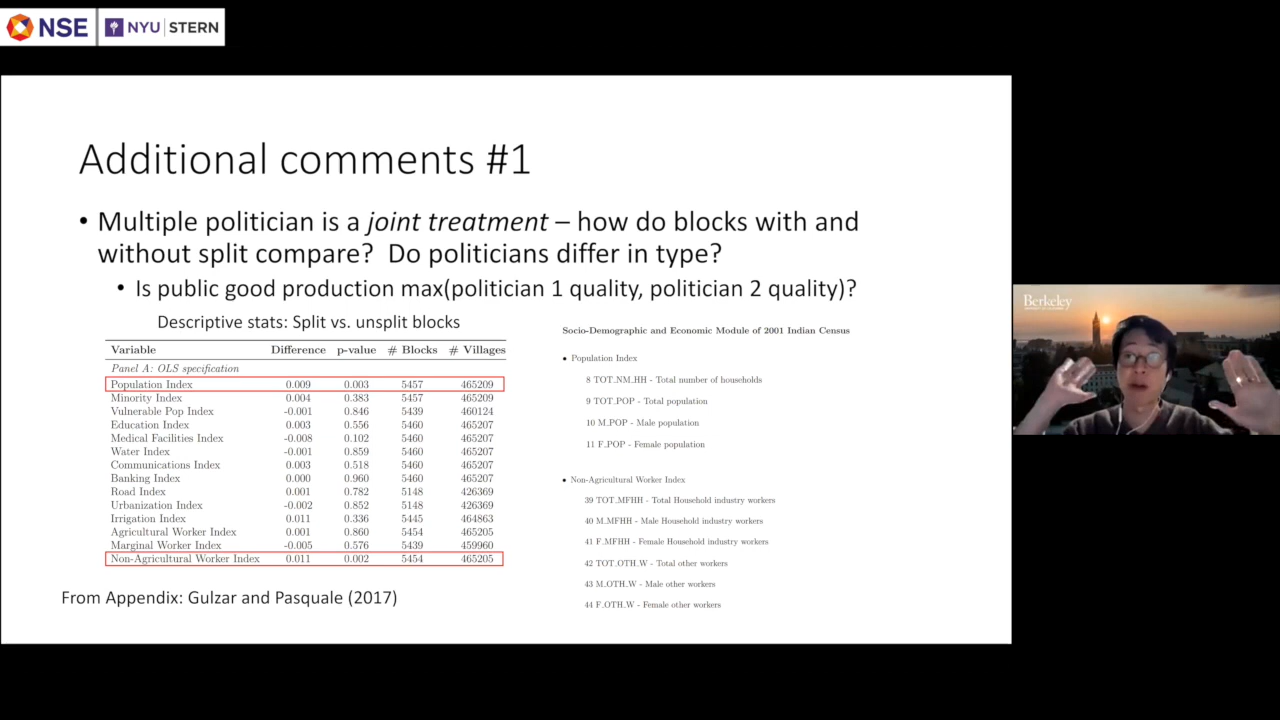 NSE NYU STERN
Additional comments #1
• Multiple politician is a joint treatment – how do blocks with and
without split compare? Do politicians differ in type?
• Is public good production max(politician 1 quality, politician 2 quality)?
Descriptive stats: Split vs. unsplit blocks
Variable Difference p-value # Blocks # Villages
Panel A: OLS specification
Population Index 0.009 0.003 5457 465209
Minority Index 0.004 0.383 5457 465209
Vulnerable Pop Index -0.001 0.846 5439 460124
Education Index 0.003 0.556 5460 465207
Medical Facilities Index -0.008 0.102 5460 465207
Water Index -0.001 0.859 5460 465207
Communications Index 0.003 0.518 5460 465207
Banking Index 0.000 0.960 5460 465207
Road Index 0.001 0.782 5148 426369
Urbanization Index -0.002 0.852 5148 426369
Irrigation Index 0.011 0.336 5445 464863
Agricultural Worker Index 0.001 0.860 5454 465205
Marginal Worker Index -0.005 0.576 5439 459960
Non-Agricultural Worker Index 0.011 0.002 5454 465205
From Appendix: Gulzar and Pasquale (2017)
Socio-Demographic and Economic Module of 2001 Indian Census
• Population Index
8 TOT_NM_HH - Total number of households
9 TOT_POP - Total population
10 M_POP - Male population
11 F_POP - Female population
• Non-Agricultural Worker Index
39 TOT_MFHH - Total Household industry workers
40 M_MFHH - Male Household industry workers
41 F_MFHH - Female Household industry workers
42 TOT_OTH_W - Total other workers
43 M_OTH_W - Male other workers
44 F_OTH_W - Female other workers
Berkeley